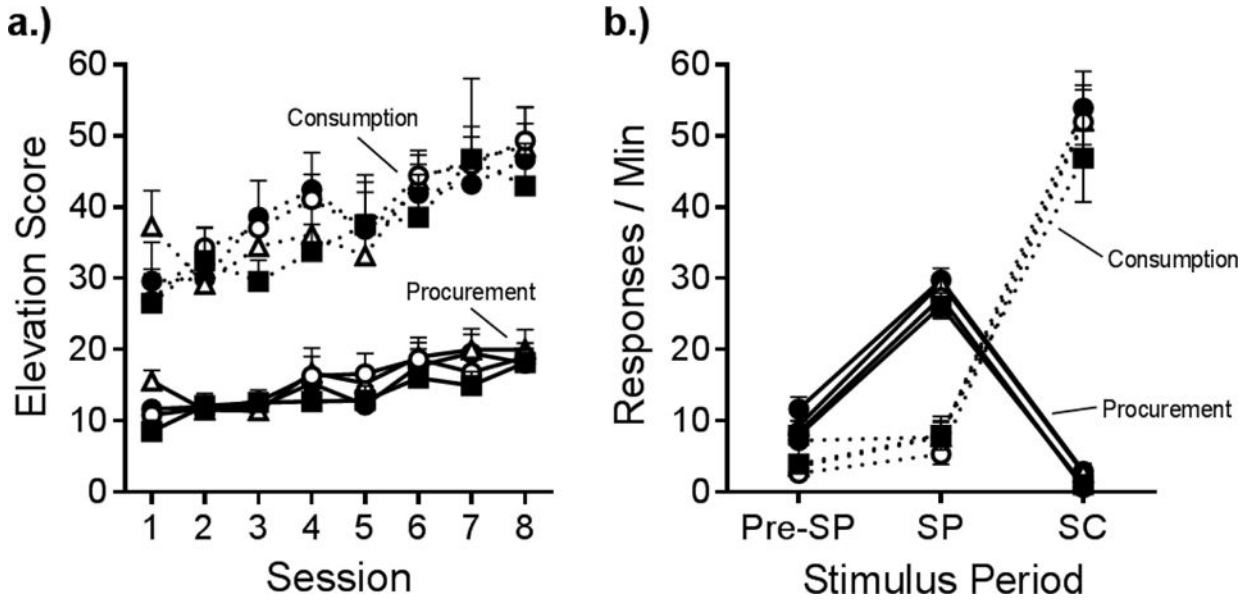 a.)
Elevation Score
60
50
40
30
20
10
0
Consumption
Procurement
1 2 3 4 5 6 7 8
Session
b.)
Responses / Min
60
50
40
30
20
10
0
Consumption
Procurement
Pre-SP SP SC
Stimulus Period